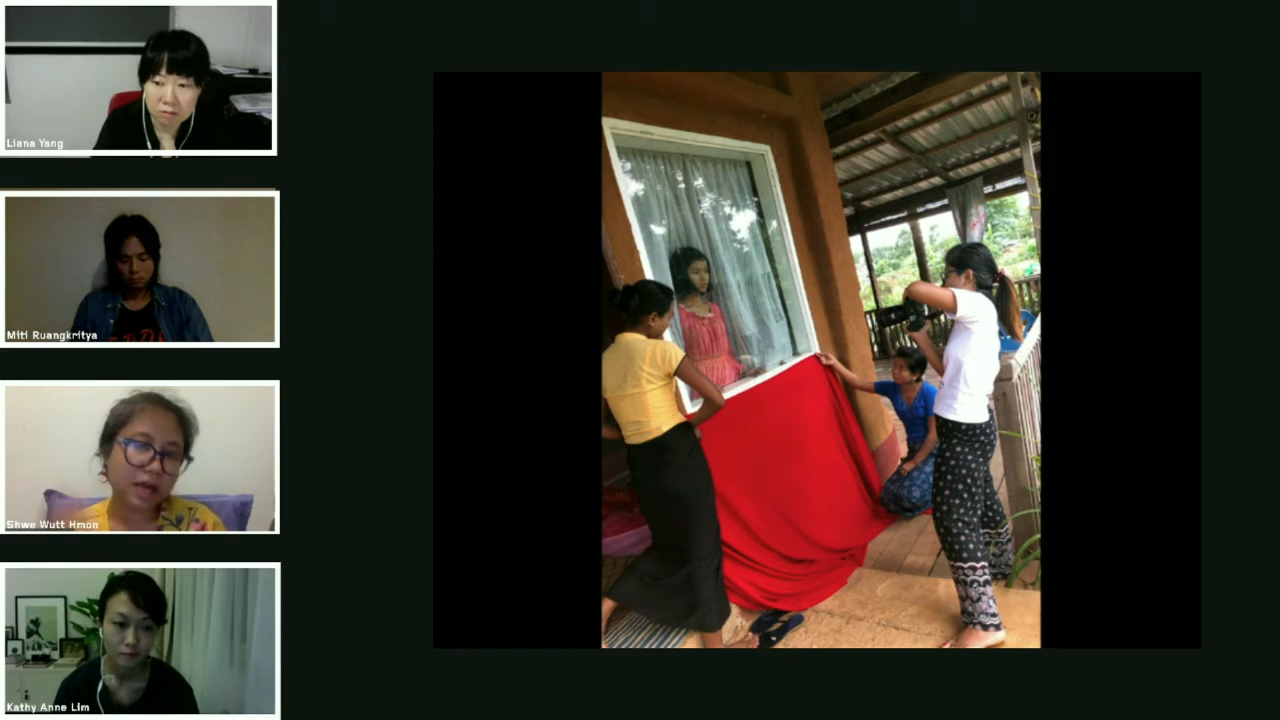 Liana Yang
Miti Ruangkritya
Shwe Wutt Hmon
Kathy Anne Lim